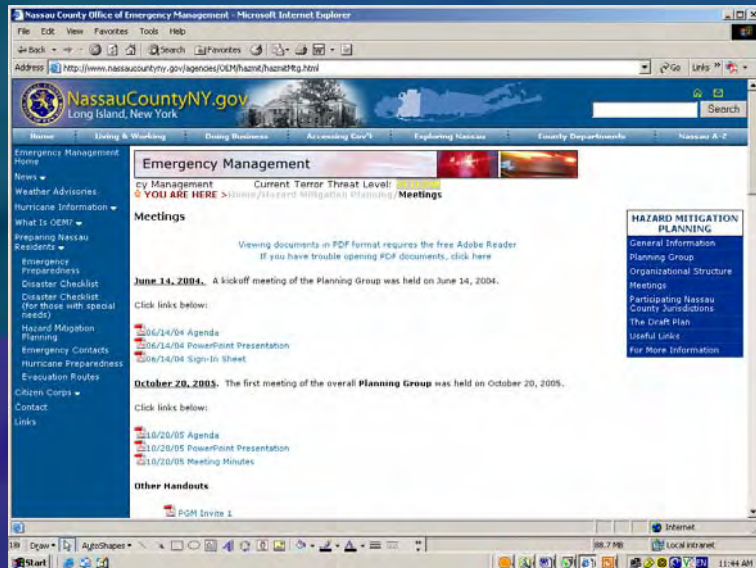 Nassau County Office of Emergency Management - Microsoft Internet Explorer
File Edit View Favorites Tools Help
Back Search Favorites
Address http://www.nassaucountyny.gov/agencies/OEM/hazmit/hazmitMtg.html Go Links »
NassauCountyNY.gov
Long Island, New York
Search
Home Living & Working Doing Business Accessing Gov't Exploring Nassau County Departments Nassau A-Z
Emergency Management Home
News
Weather Advisories
Hurricane Information
What Is OEM?
Preparing Nassau Residents
Emergency Preparedness
Disaster Checklist
Disaster Checklist (for those with special needs)
Hazard Mitigation Planning
Emergency Contacts
Hurricane Preparedness
Evacuation Routes
Citizen Corps
Contact
Links
Emergency Management
cy Management Current Terror Threat Level:
YOU ARE HERE >Home/Hazard Mitigation Planning/Meetings
Meetings
Viewing documents in PDF format requires the free Adobe Reader
If you have trouble opening PDF documents, click here
June 14, 2004. A kickoff meeting of the Planning Group was held on June 14, 2004.
Click links below:
06/14/04 Agenda
06/14/04 PowerPoint Presentation
06/14/04 Sign-In Sheet
October 20, 2005. The first meeting of the overall Planning Group was held on October 20, 2005.
Click links below:
10/20/05 Agenda
10/20/05 PowerPoint Presentation
10/20/05 Meeting Minutes
Other Handouts
PGM Invite 1
HAZARD MITIGATION
PLANNING
General Information
Planning Group
Organizational Structure
Meetings
Participating Nassau
County Jurisdictions
The Draft Plan
Useful Links
For More Information
Internet
Draw AutoShapes
88.7 MB Local intranet
Start EN 11:44 AM